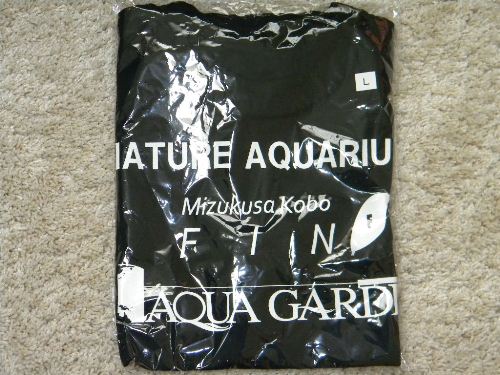 L
NATURE AQUARIU
Mizukusa Kobo
F I N
AQUA GARD